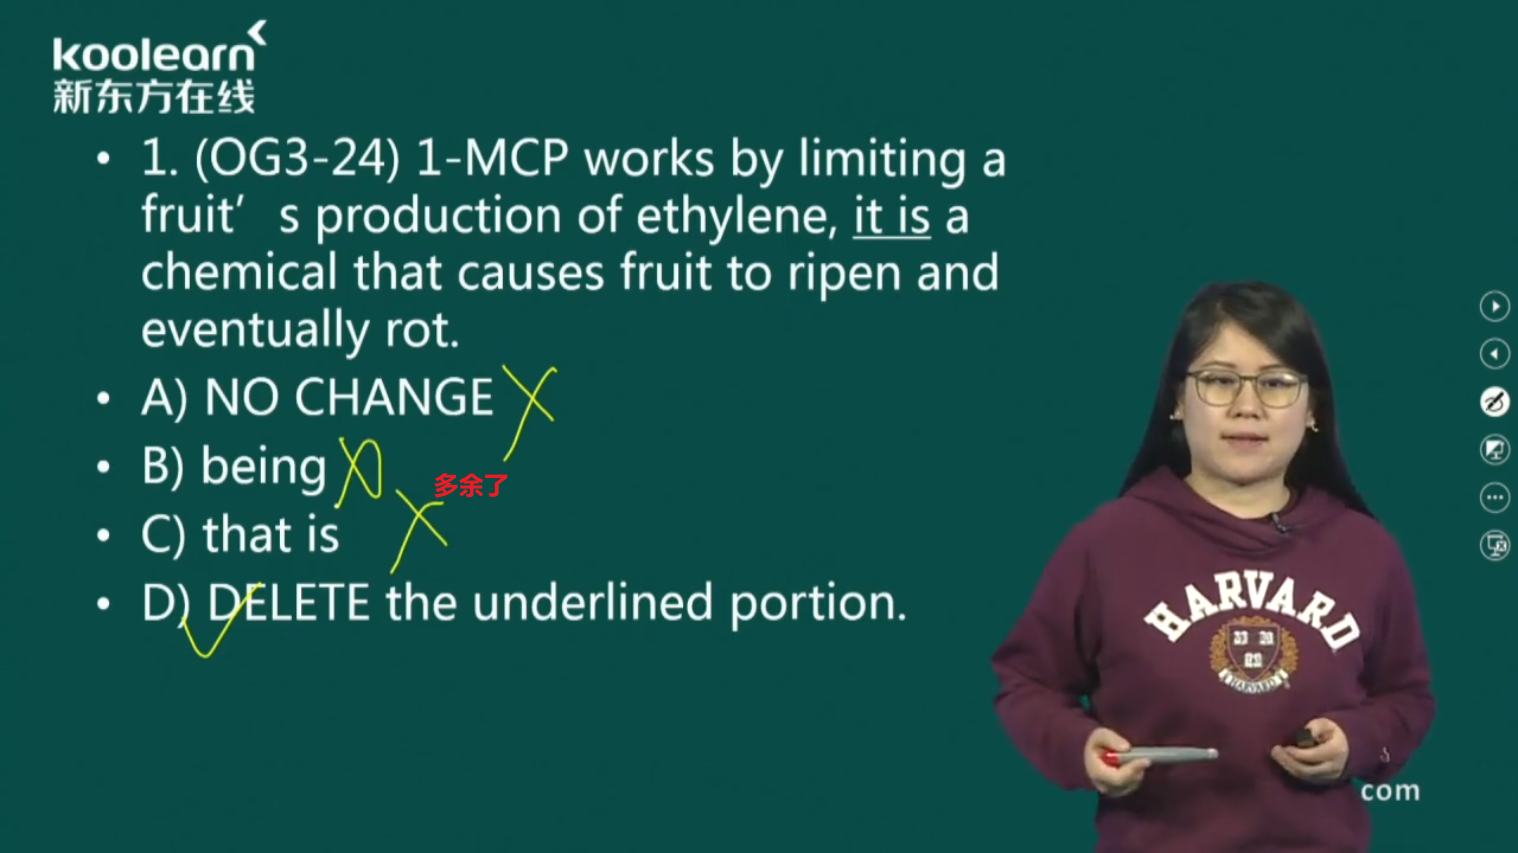 koolearn
新东方在线
• 1. (OG3-24) 1-MCP works by limiting a
fruit’s production of ethylene, it is a
chemical that causes fruit to ripen and
eventually rot.
• A) NO CHANGE
• B) being
多余了
• C) that is
• D) DELETE the underlined portion.
HARVARD
HARVARD
com